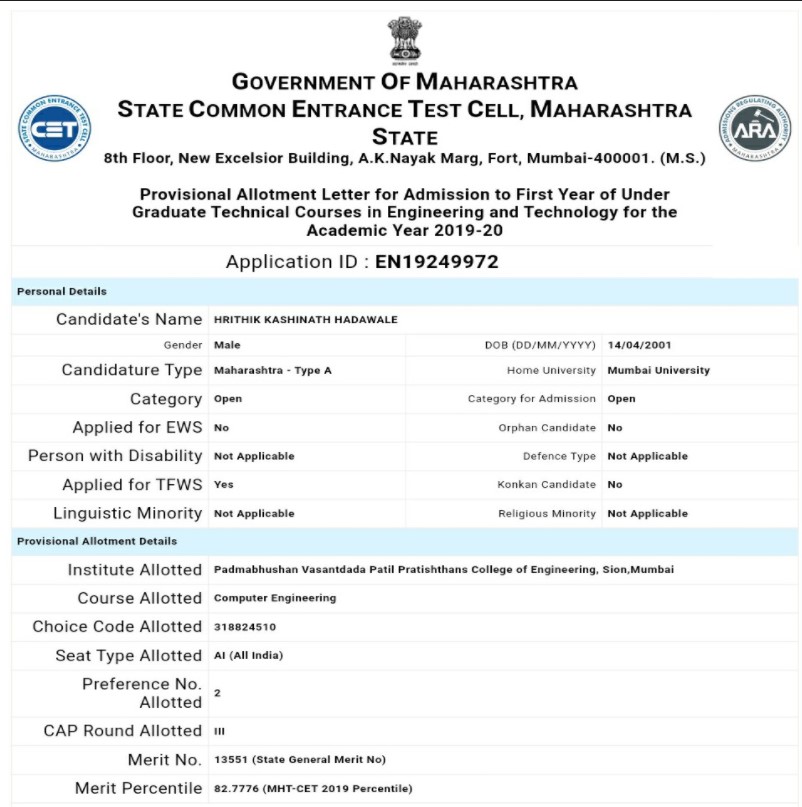 GOVERNMENT OF MAHARASHTRA
STATE COMMON ENTRANCE TEST CELL, MAHARASHTRA
STATE
8th Floor, New Excelsior Building, A.K.Nayak Marg, Fort, Mumbai-400001. (M.S.)
STATE COMMON ENTRANCE TEST CELL
CET
MAHARASHTRA
ADMISSIONS REGULATING AUTHORITY
ARA
MAHARASHTRA
Provisional Allotment Letter for Admission to First Year of Under
Graduate Technical Courses in Engineering and Technology for the
Academic Year 2019-20
Application ID : EN19249972
Personal Details
Candidate's Name HRITHIK KASHINATH HADAWALE
Gender Male DOB (DD/MM/YYYY) 14/04/2001
Candidature Type Maharashtra - Type A Home University Mumbai University
Category Open Category for Admission Open
Applied for EWS No Orphan Candidate No
Person with Disability Not Applicable Defence Type Not Applicable
Applied for TFWS Yes Konkan Candidate No
Linguistic Minority Not Applicable Religious Minority Not Applicable
Provisional Allotment Details
Institute Allotted Padmabhushan Vasantdada Patil Pratishthans College of Engineering, Sion,Mumbai
Course Allotted Computer Engineering
Choice Code Allotted 318824510
Seat Type Allotted AI (All India)
Preference No.
Allotted 2
CAP Round Allotted III
Merit No. 13551 (State General Merit No)
Merit Percentile 82.7776 (MHT-CET 2019 Percentile)